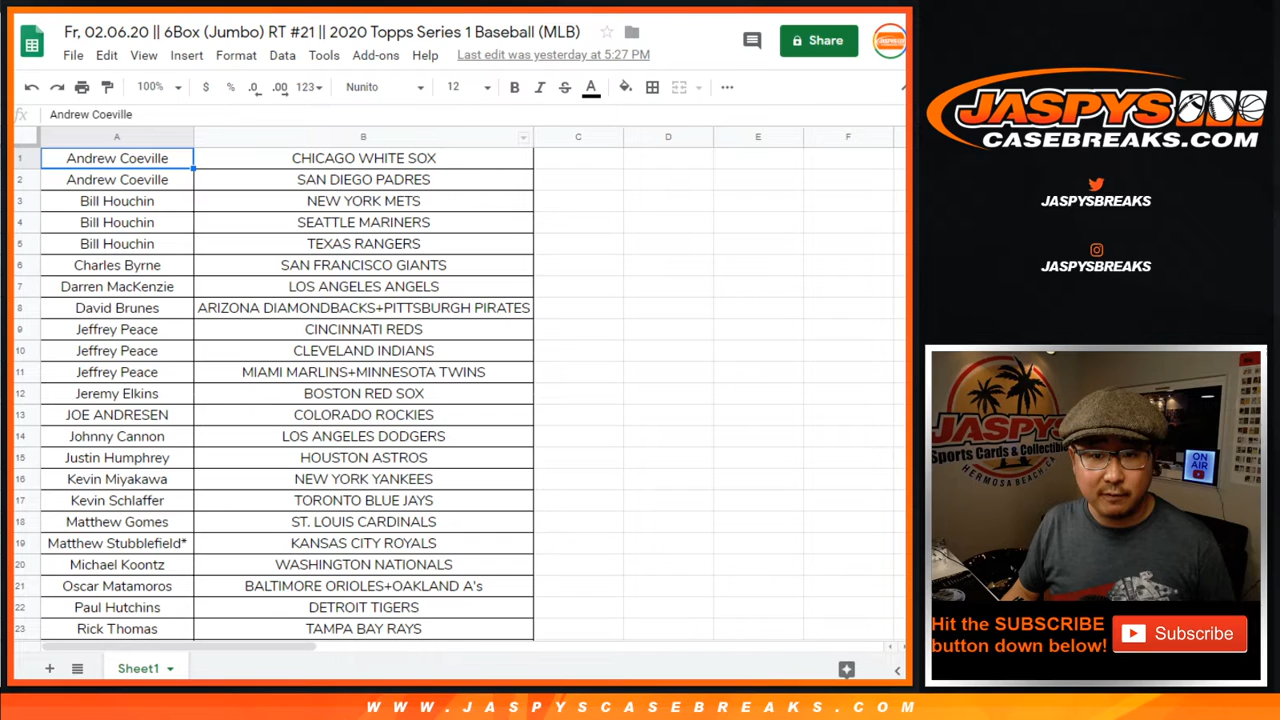 Fr, 02.06.20 || 6Box (Jumbo) RT #21 || 2020 Topps Series 1 Baseball (MLB)
File Edit View Insert Format Data Tools Add-ons Help Last edit was yesterday at 5:27 PM
Share
100% $ % .0 .00 123 Nunito 12 B I S A
fx Andrew Coeville
A B C D E F
1 Andrew Coeville CHICAGO WHITE SOX
2 Andrew Coeville SAN DIEGO PADRES
3 Bill Houchin NEW YORK METS
4 Bill Houchin SEATTLE MARINERS
5 Bill Houchin TEXAS RANGERS
6 Charles Byrne SAN FRANCISCO GIANTS
7 Darren MacKenzie LOS ANGELES ANGELS
8 David Brunes ARIZONA DIAMONDBACKS+PITTSBURGH PIRATES
9 Jeffrey Peace CINCINNATI REDS
10 Jeffrey Peace CLEVELAND INDIANS
11 Jeffrey Peace MIAMI MARLINS+MINNESOTA TWINS
12 Jeremy Elkins BOSTON RED SOX
13 JOE ANDRESEN COLORADO ROCKIES
14 Johnny Cannon LOS ANGELES DODGERS
15 Justin Humphrey HOUSTON ASTROS
16 Kevin Miyakawa NEW YORK YANKEES
17 Kevin Schlaffer TORONTO BLUE JAYS
18 Matthew Gomes ST. LOUIS CARDINALS
19 Matthew Stubblefield* KANSAS CITY ROYALS
20 Michael Koontz WASHINGTON NATIONALS
21 Oscar Matamoros BALTIMORE ORIOLES+OAKLAND A's
22 Paul Hutchins DETROIT TIGERS
23 Rick Thomas TAMPA BAY RAYS
Sheet1
JASPYS
CASEBREAKS.COM
JASPYSBREAKS
JASPYSBREAKS
JASPY'S
Sports Cards & Collectibles
HERMOSA BEACH, CA
ON AIR
Hit the SUBSCRIBE
button down below!
Subscribe
WWW.JASPYSCASEBREAKS.COM